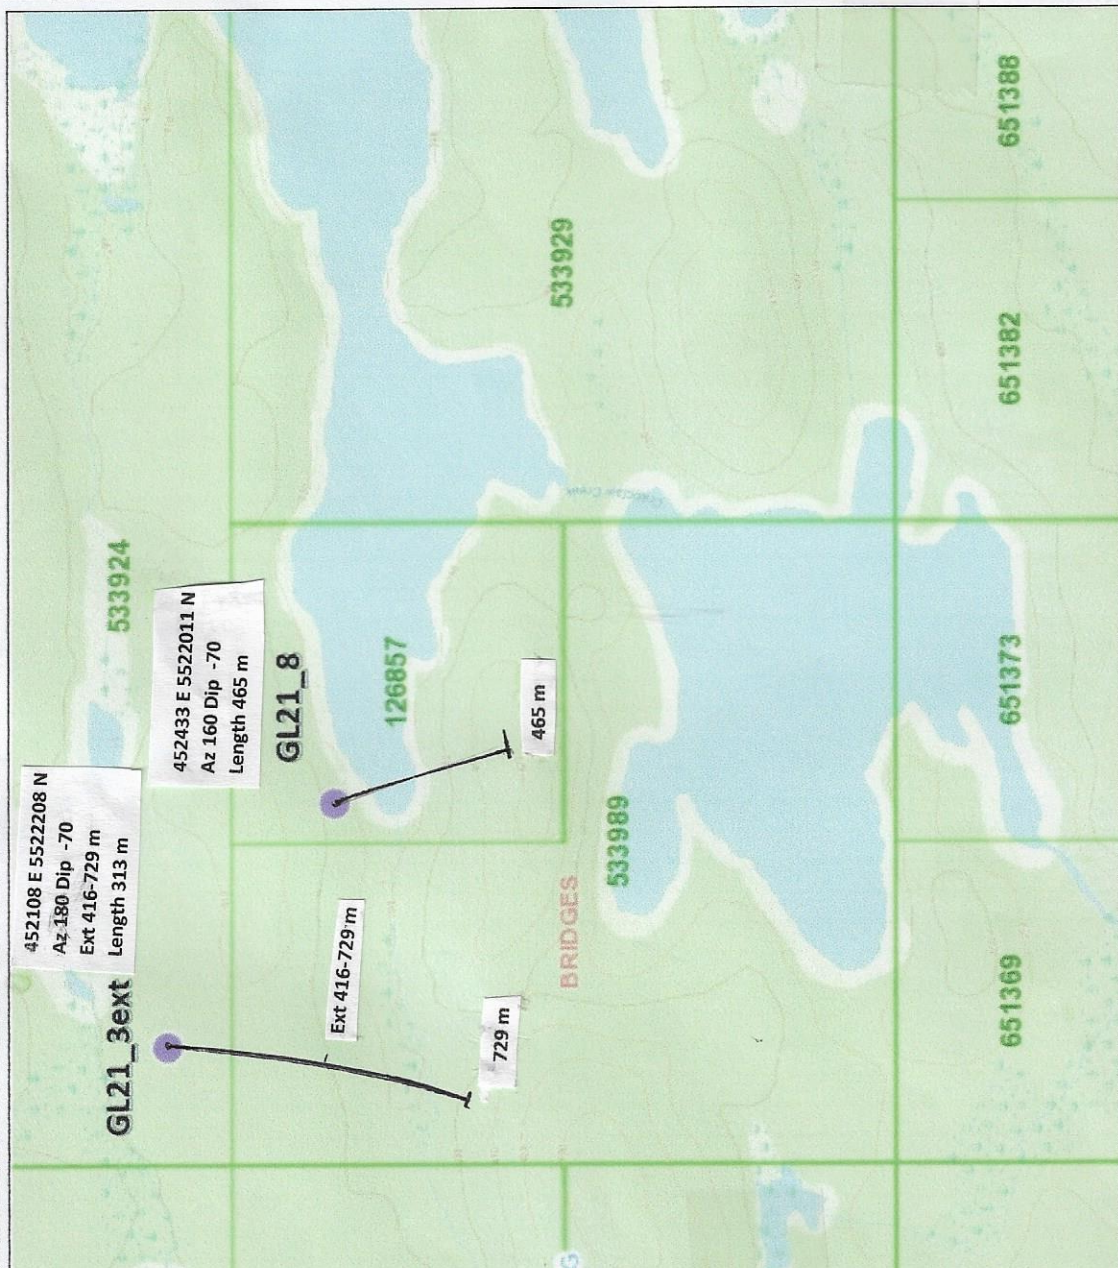 452108 E 5522208 N
Az 180 Dip -70
Ext 416-729 m
Length 313 m
GL21_3ext
533924
452433 E 5522011 N
Az 160 Dip -70
Length 465 m
GL21_8
126857
465 m
Ext 416-729 m
729 m
BRIDGES
533989
533929
651388
651382
651373
651369
G